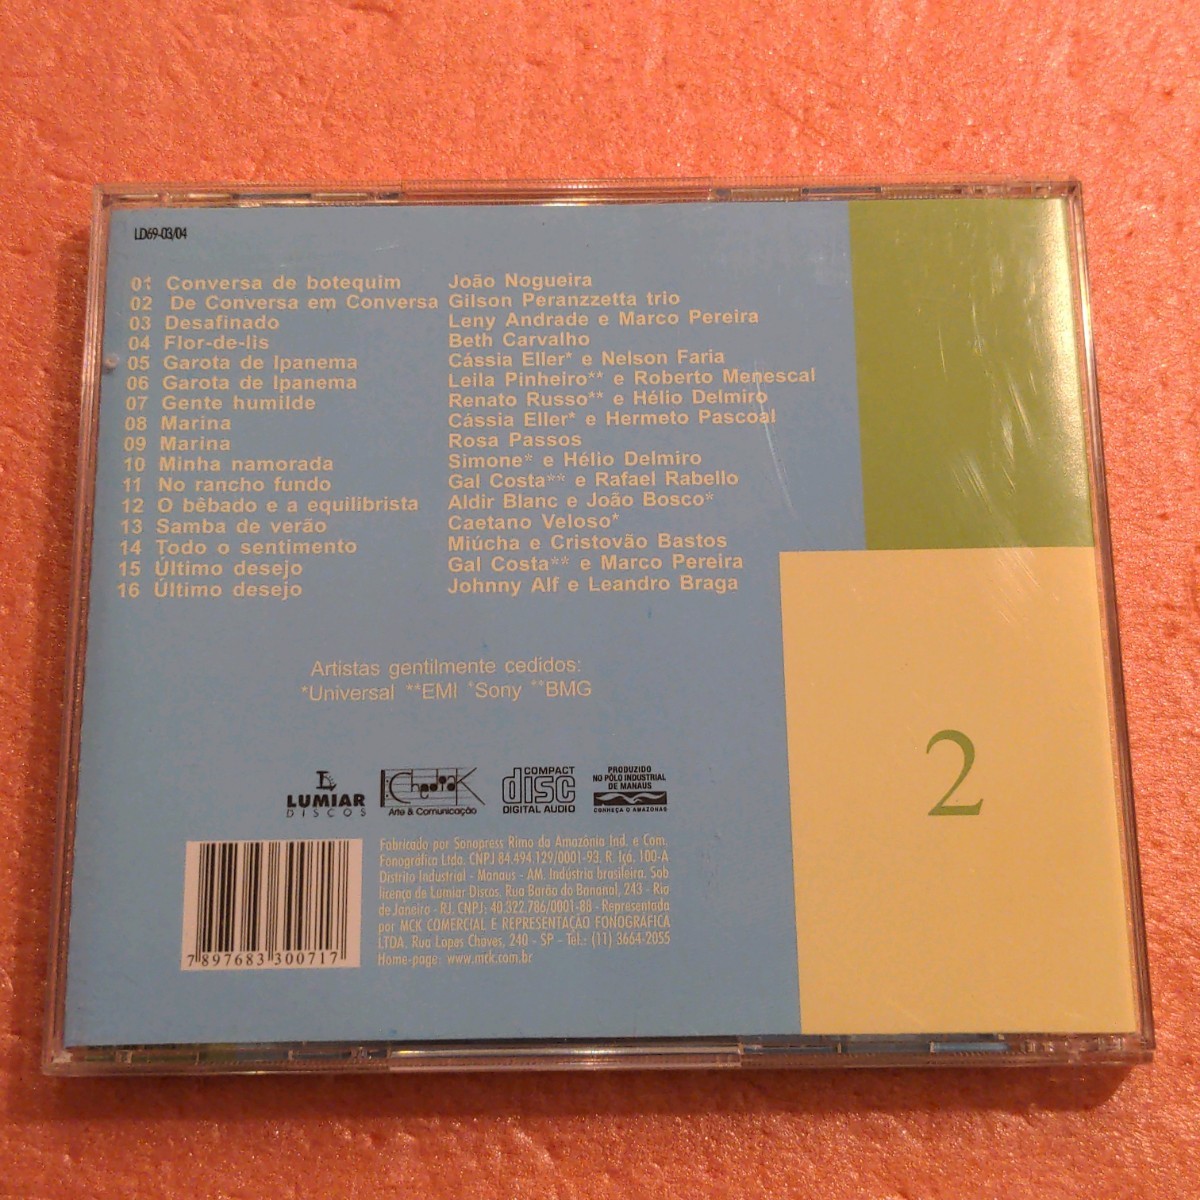 LD69-03/04
01 Conversa de botequim João Nogueira
02 De Conversa em Conversa Gilson Peranzzetta trio
03 Desafinado Leny Andrade e Marco Pereira
04 Flor-de-lis Beth Carvalho
05 Garota de Ipanema Cássia Eller* e Nelson Faria
06 Garota de Ipanema Leila Pinheiro** e Roberto Menescal
07 Gente humilde Renato Russo** e Hélio Delmiro
08 Marina Cássia Eller* e Hermeto Pascoal
09 Marina Rosa Passos
10 Minha namorada Simone* e Hélio Delmiro
11 No rancho fundo Gal Costa** e Rafael Rabello
12 O bêbado e a equilibrista Aldir Blanc e João Bosco*
13 Samba de verão Caetano Veloso*
14 Todo o sentimento Miúcha e Cristovão Bastos
15 Último desejo Gal Costa** e Marco Pereira
16 Último desejo Johnny Alf e Leandro Braga
Artistas gentilmente cedidos:
*Universal **EMI *Sony **BMG
2
LUMIAR
DISCOS
Chediak
Arte & Comunicação
COMPACT
disc
DIGITAL AUDIO
PRODUZIDO
NO PÓLO INDUSTRIAL
DE MANAUS
CONHEÇA O AMAZONAS
Fabricado por Sonopress Rimo da Amazônia Ind. e Com.
Fonográfica Ltda. CNPJ 84.494.129/0001-93. R. Içá, 100-A
Distrito Industrial - Manaus - AM. Indústria brasileira. Sob
licença de Lumiar Discos. Rua Barão do Bananal, 243 - Rio
de Janeiro - RJ. CNPJ: 40.322.786/0001-88 - Representada
por MCK COMERCIAL E REPRESENTAÇÃO FONOGRÁFICA
LTDA. Rua Lopes Chaves, 240 - SP - Tél.: (11) 3664-2055
Home-page: www.mck.com.br
7 897683 300717